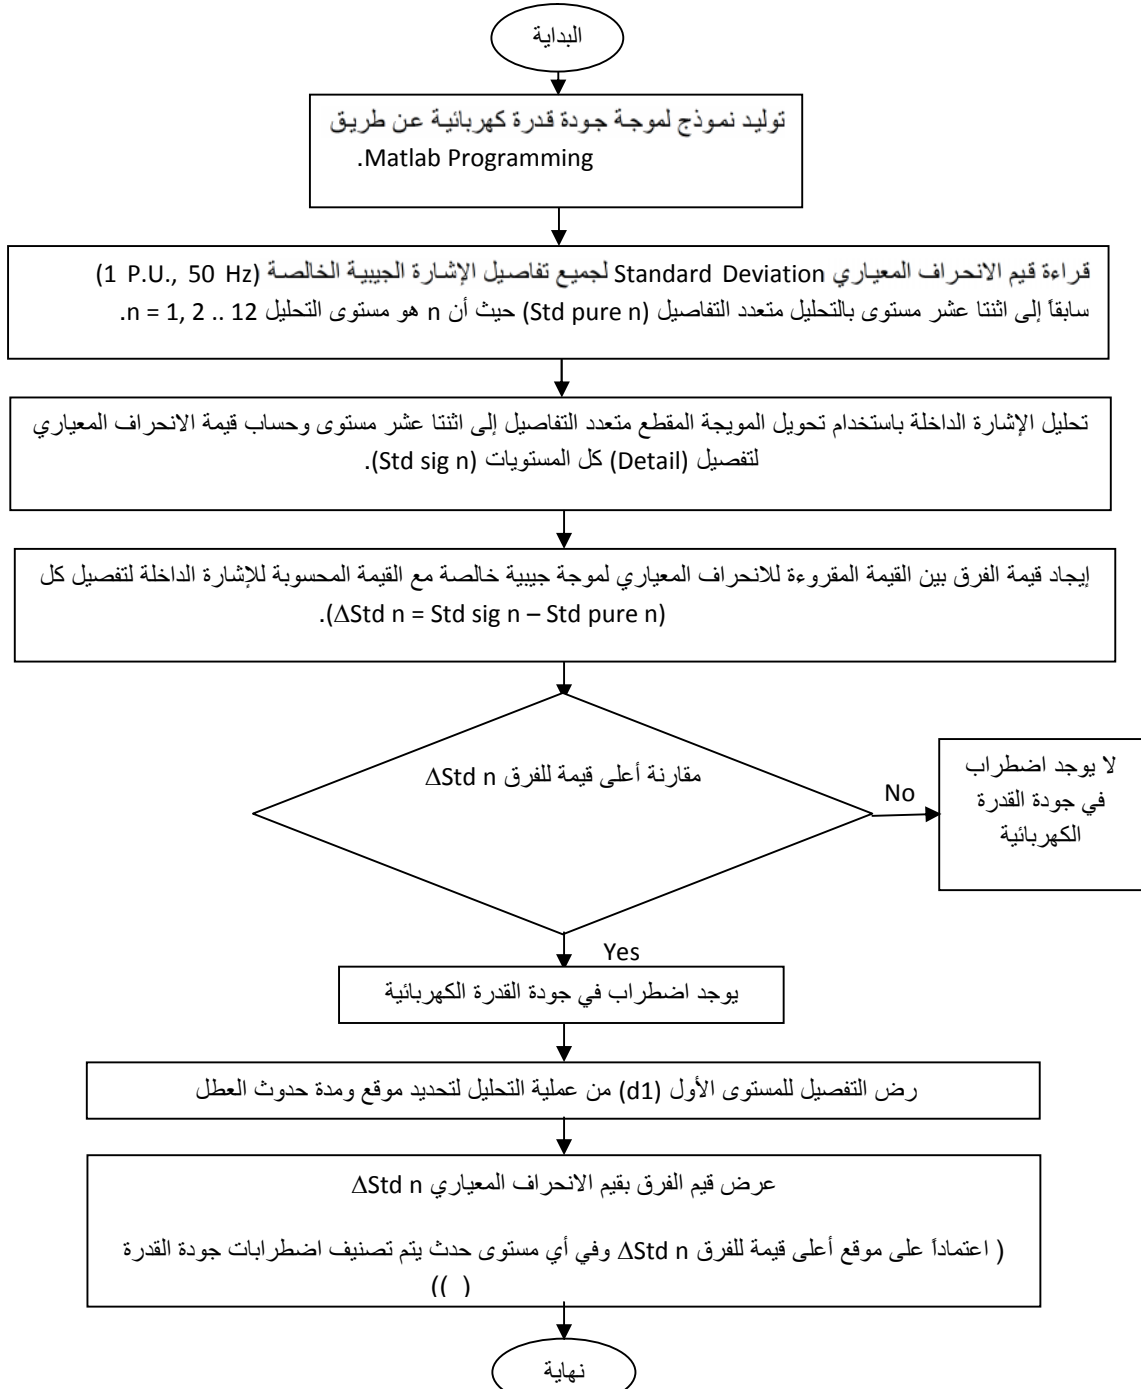 البداية
توليد نموذج لموجة جودة قدرة كهربائية عن طريق
Matlab Programming.
قراءة قيم الانحراف المعياري Standard Deviation لجميع تفاصيل الإشارة الجيبية الخالصة (1 P.U., 50 Hz)
سابقاً إلى اثنتا عشر مستوى بالتحليل متعدد التفاصيل (Std pure n) حيث أن n هو مستوى التحليل n = 1, 2 .. 12.
تحليل الإشارة الداخلة باستخدام تحويل المويجة المقطع متعدد التفاصيل إلى اثنتا عشر مستوى وحساب قيمة الانحراف المعياري
لتفصيل (Detail) كل المستويات (Std sig n).
إيجاد قيمة الفرق بين القيمة المقروءة للانحراف المعياري لموجة جيبية خالصة مع القيمة المحسوبة للإشارة الداخلة لتفصيل كل
(ΔStd n = Std sig n – Std pure n).
مقارنة أعلى قيمة للفرق ΔStd n
No
لا يوجد اضطراب
في جودة القدرة
الكهربائية
Yes
يوجد اضطراب في جودة القدرة الكهربائية
رض التفصيل للمستوى الأول (d1) من عملية التحليل لتحديد موقع ومدة حدوث العطل
عرض قيم الفرق بقيم الانحراف المعياري ΔStd n
( اعتماداً على موقع أعلى قيمة للفرق ΔStd n وفي أي مستوى حدث يتم تصنيف اضطرابات جودة القدرة
(( ))
نهاية